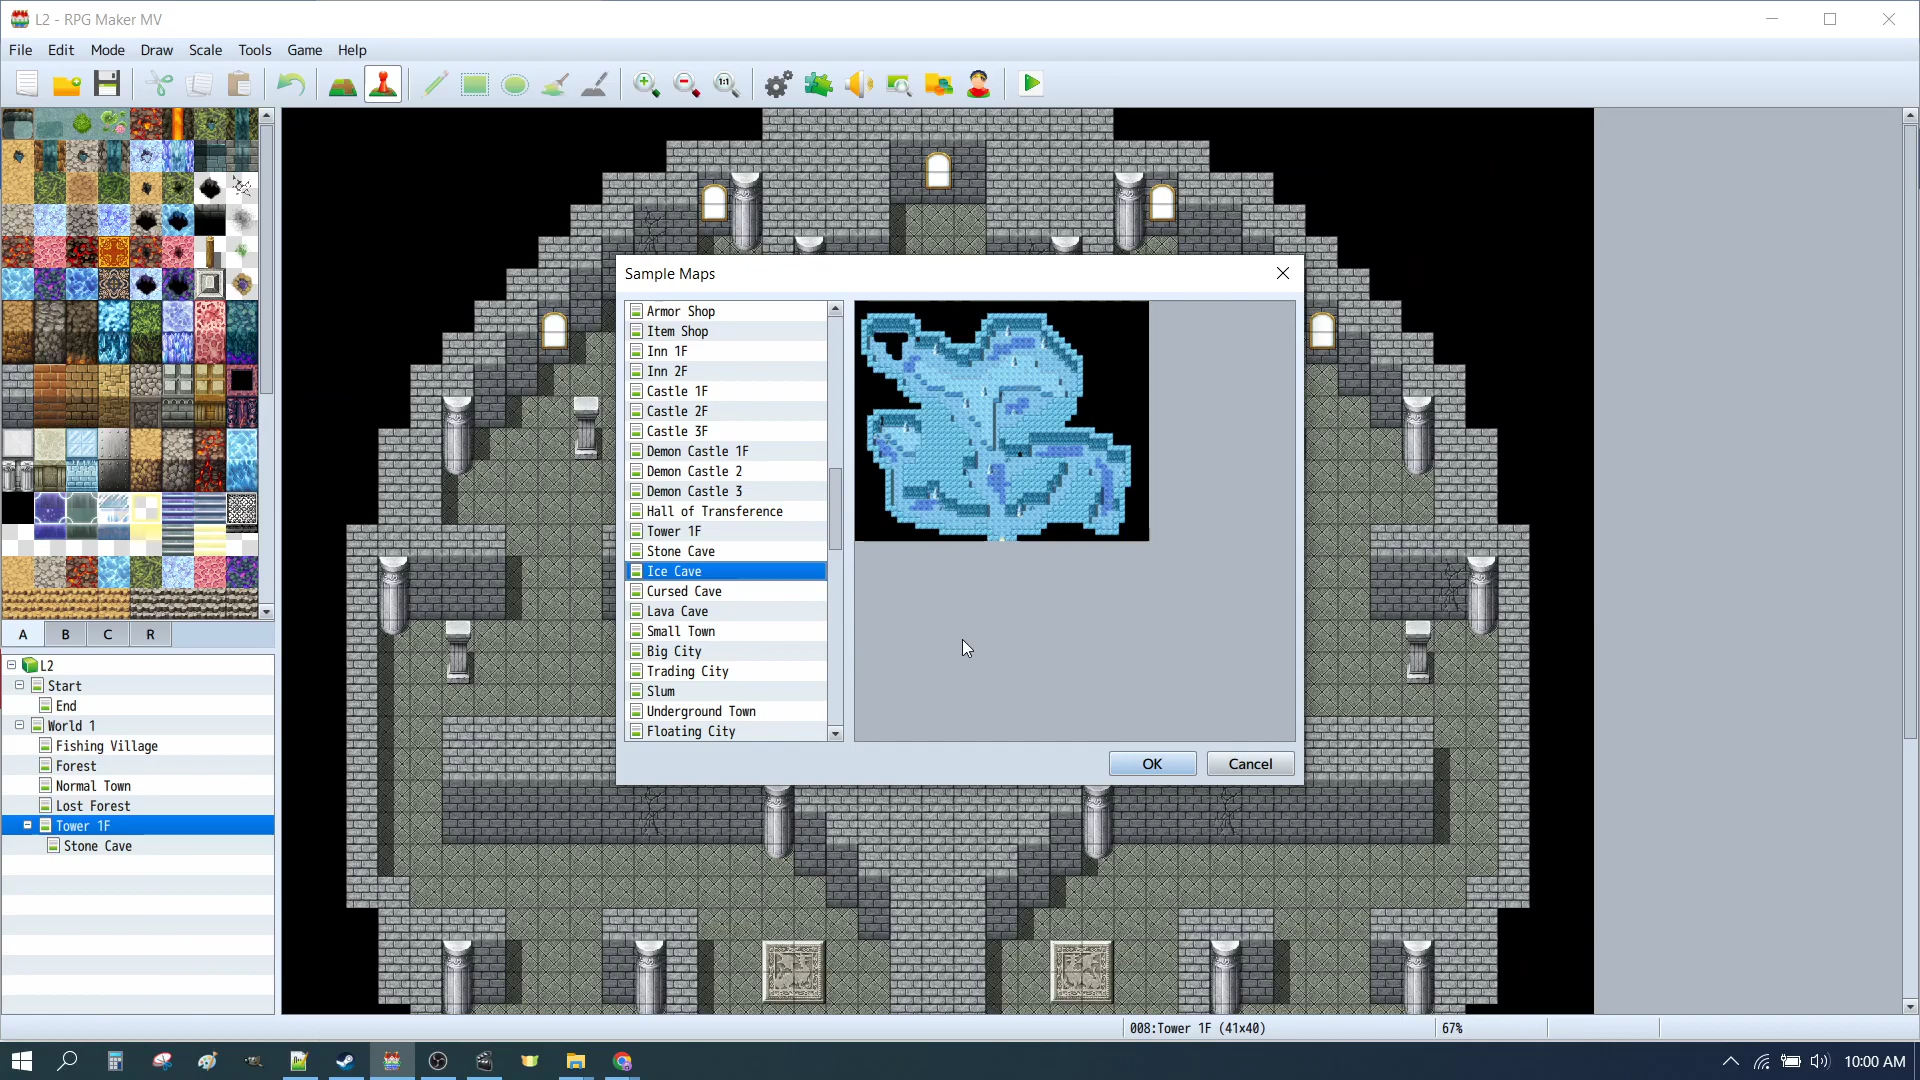 L2 - RPG Maker MV
File Edit Mode Draw Scale Tools Game Help
1:1
Sample Maps
Armor Shop
Item Shop
Inn 1F
Inn 2F
Castle 1F
Castle 2F
Castle 3F
Demon Castle 1F
Demon Castle 2
Demon Castle 3
Hall of Transference
Tower 1F
Stone Cave
Ice Cave
Cursed Cave
Lava Cave
Small Town
Big City
Trading City
Slum
Underground Town
Floating City
OK Cancel
A B C R
L2
Start
End
World 1
Fishing Village
Forest
Normal Town
Lost Forest
Tower 1F
Stone Cave
008:Tower 1F (41x40) 67%
10:00 AM